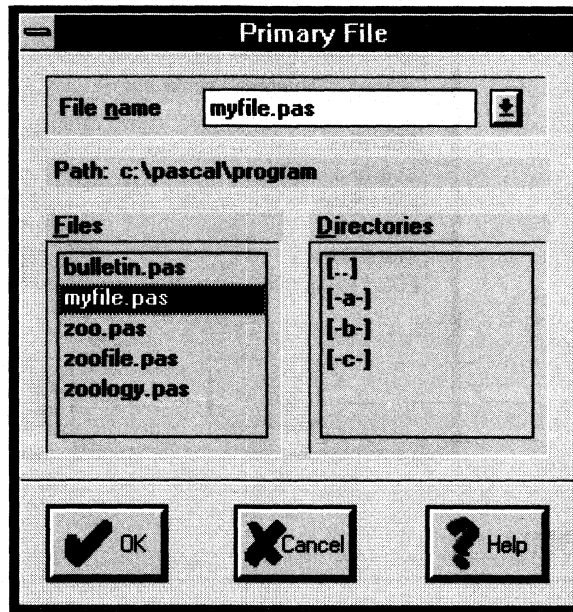 Primary File
File name
myfile.pas
Path: c:\pascal\program
Files
bulletin.pas
myfile.pas
zoo.pas
zoofile.pas
zoology.pas
Directories
[..]
[-a-]
[-b-]
[-c-]
OK
Cancel
Help